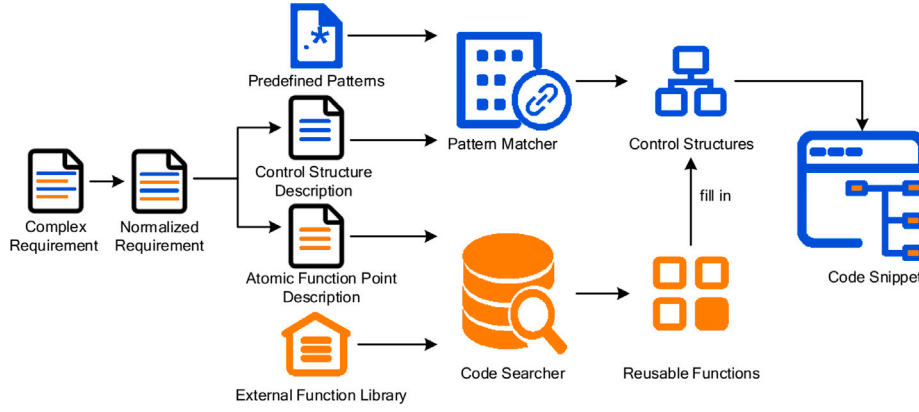 .*
Predefined Patterns
Control Structure
Description
Pattern Matcher
Control Structures
fill in
Complex
Requirement
Normalized
Requirement
Atomic Function Point
Description
Code Snippet
External Function Library
Code Searcher
Reusable Functions